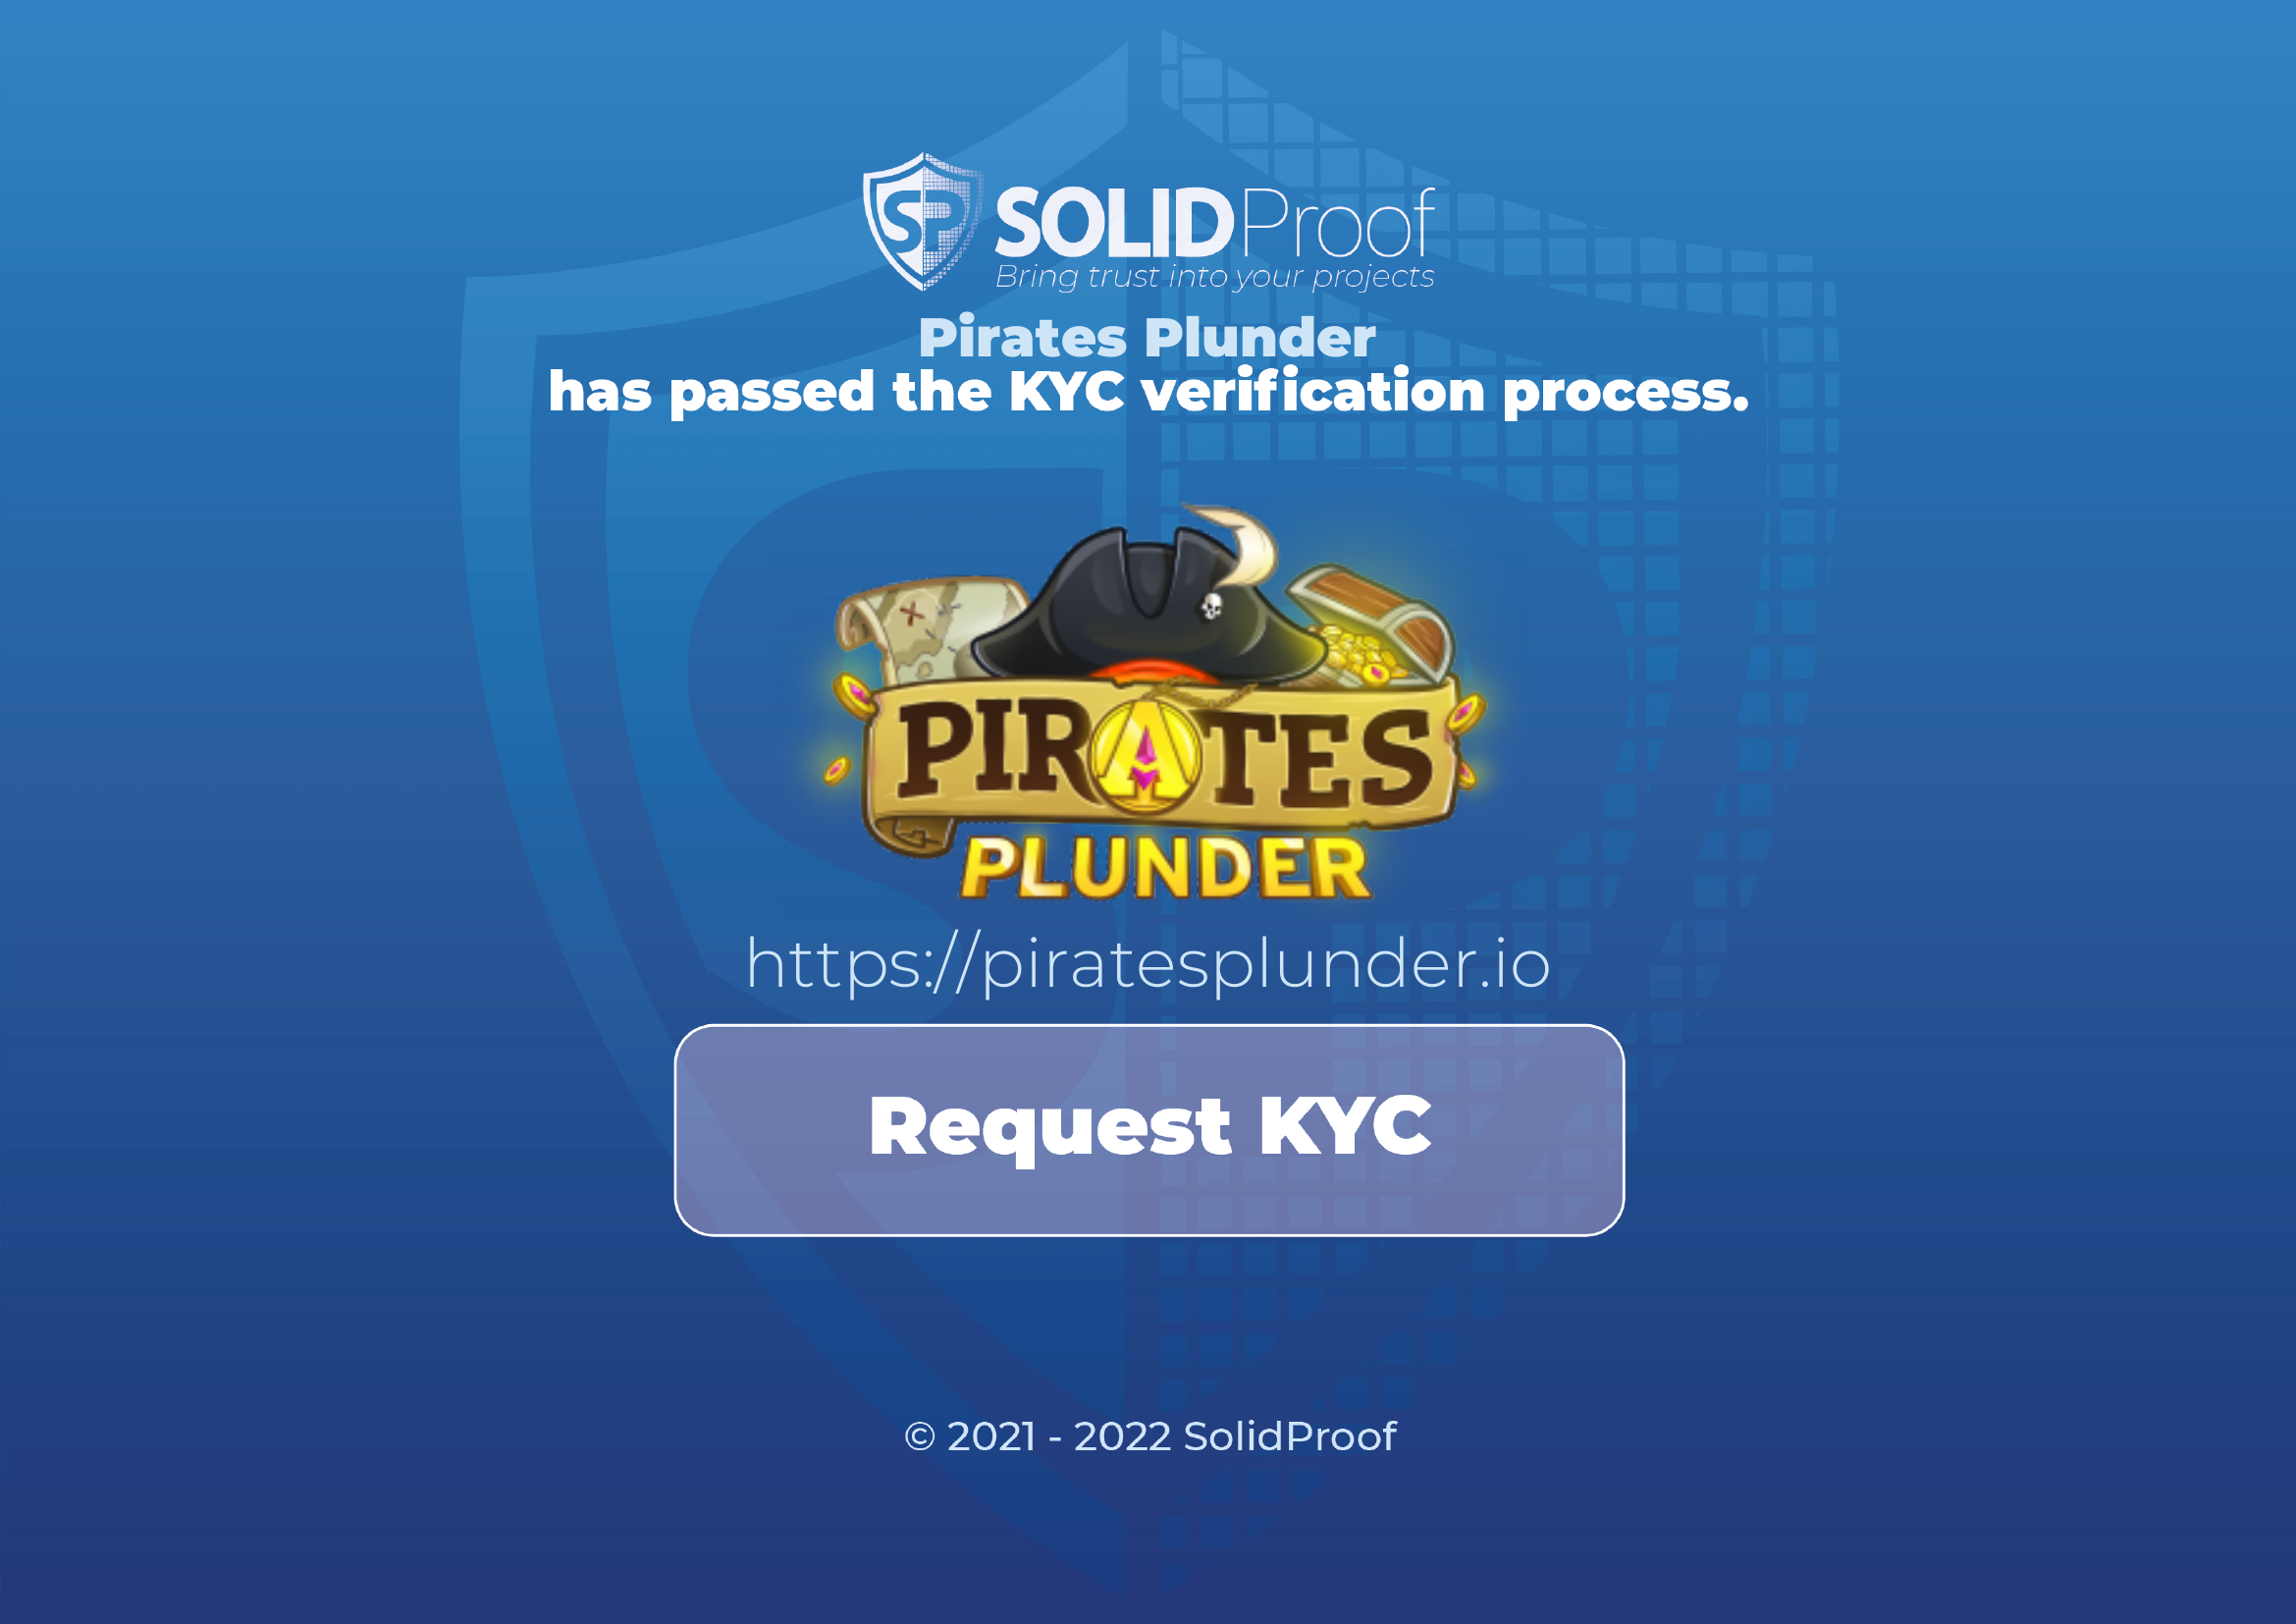 SOLIDProof
Bring trust into your projects
Pirates Plunder
has passed the KYC verification process.
PIRATES
PLUNDER
https://piratesplunder.io
Request KYC
© 2021 - 2022 SolidProof